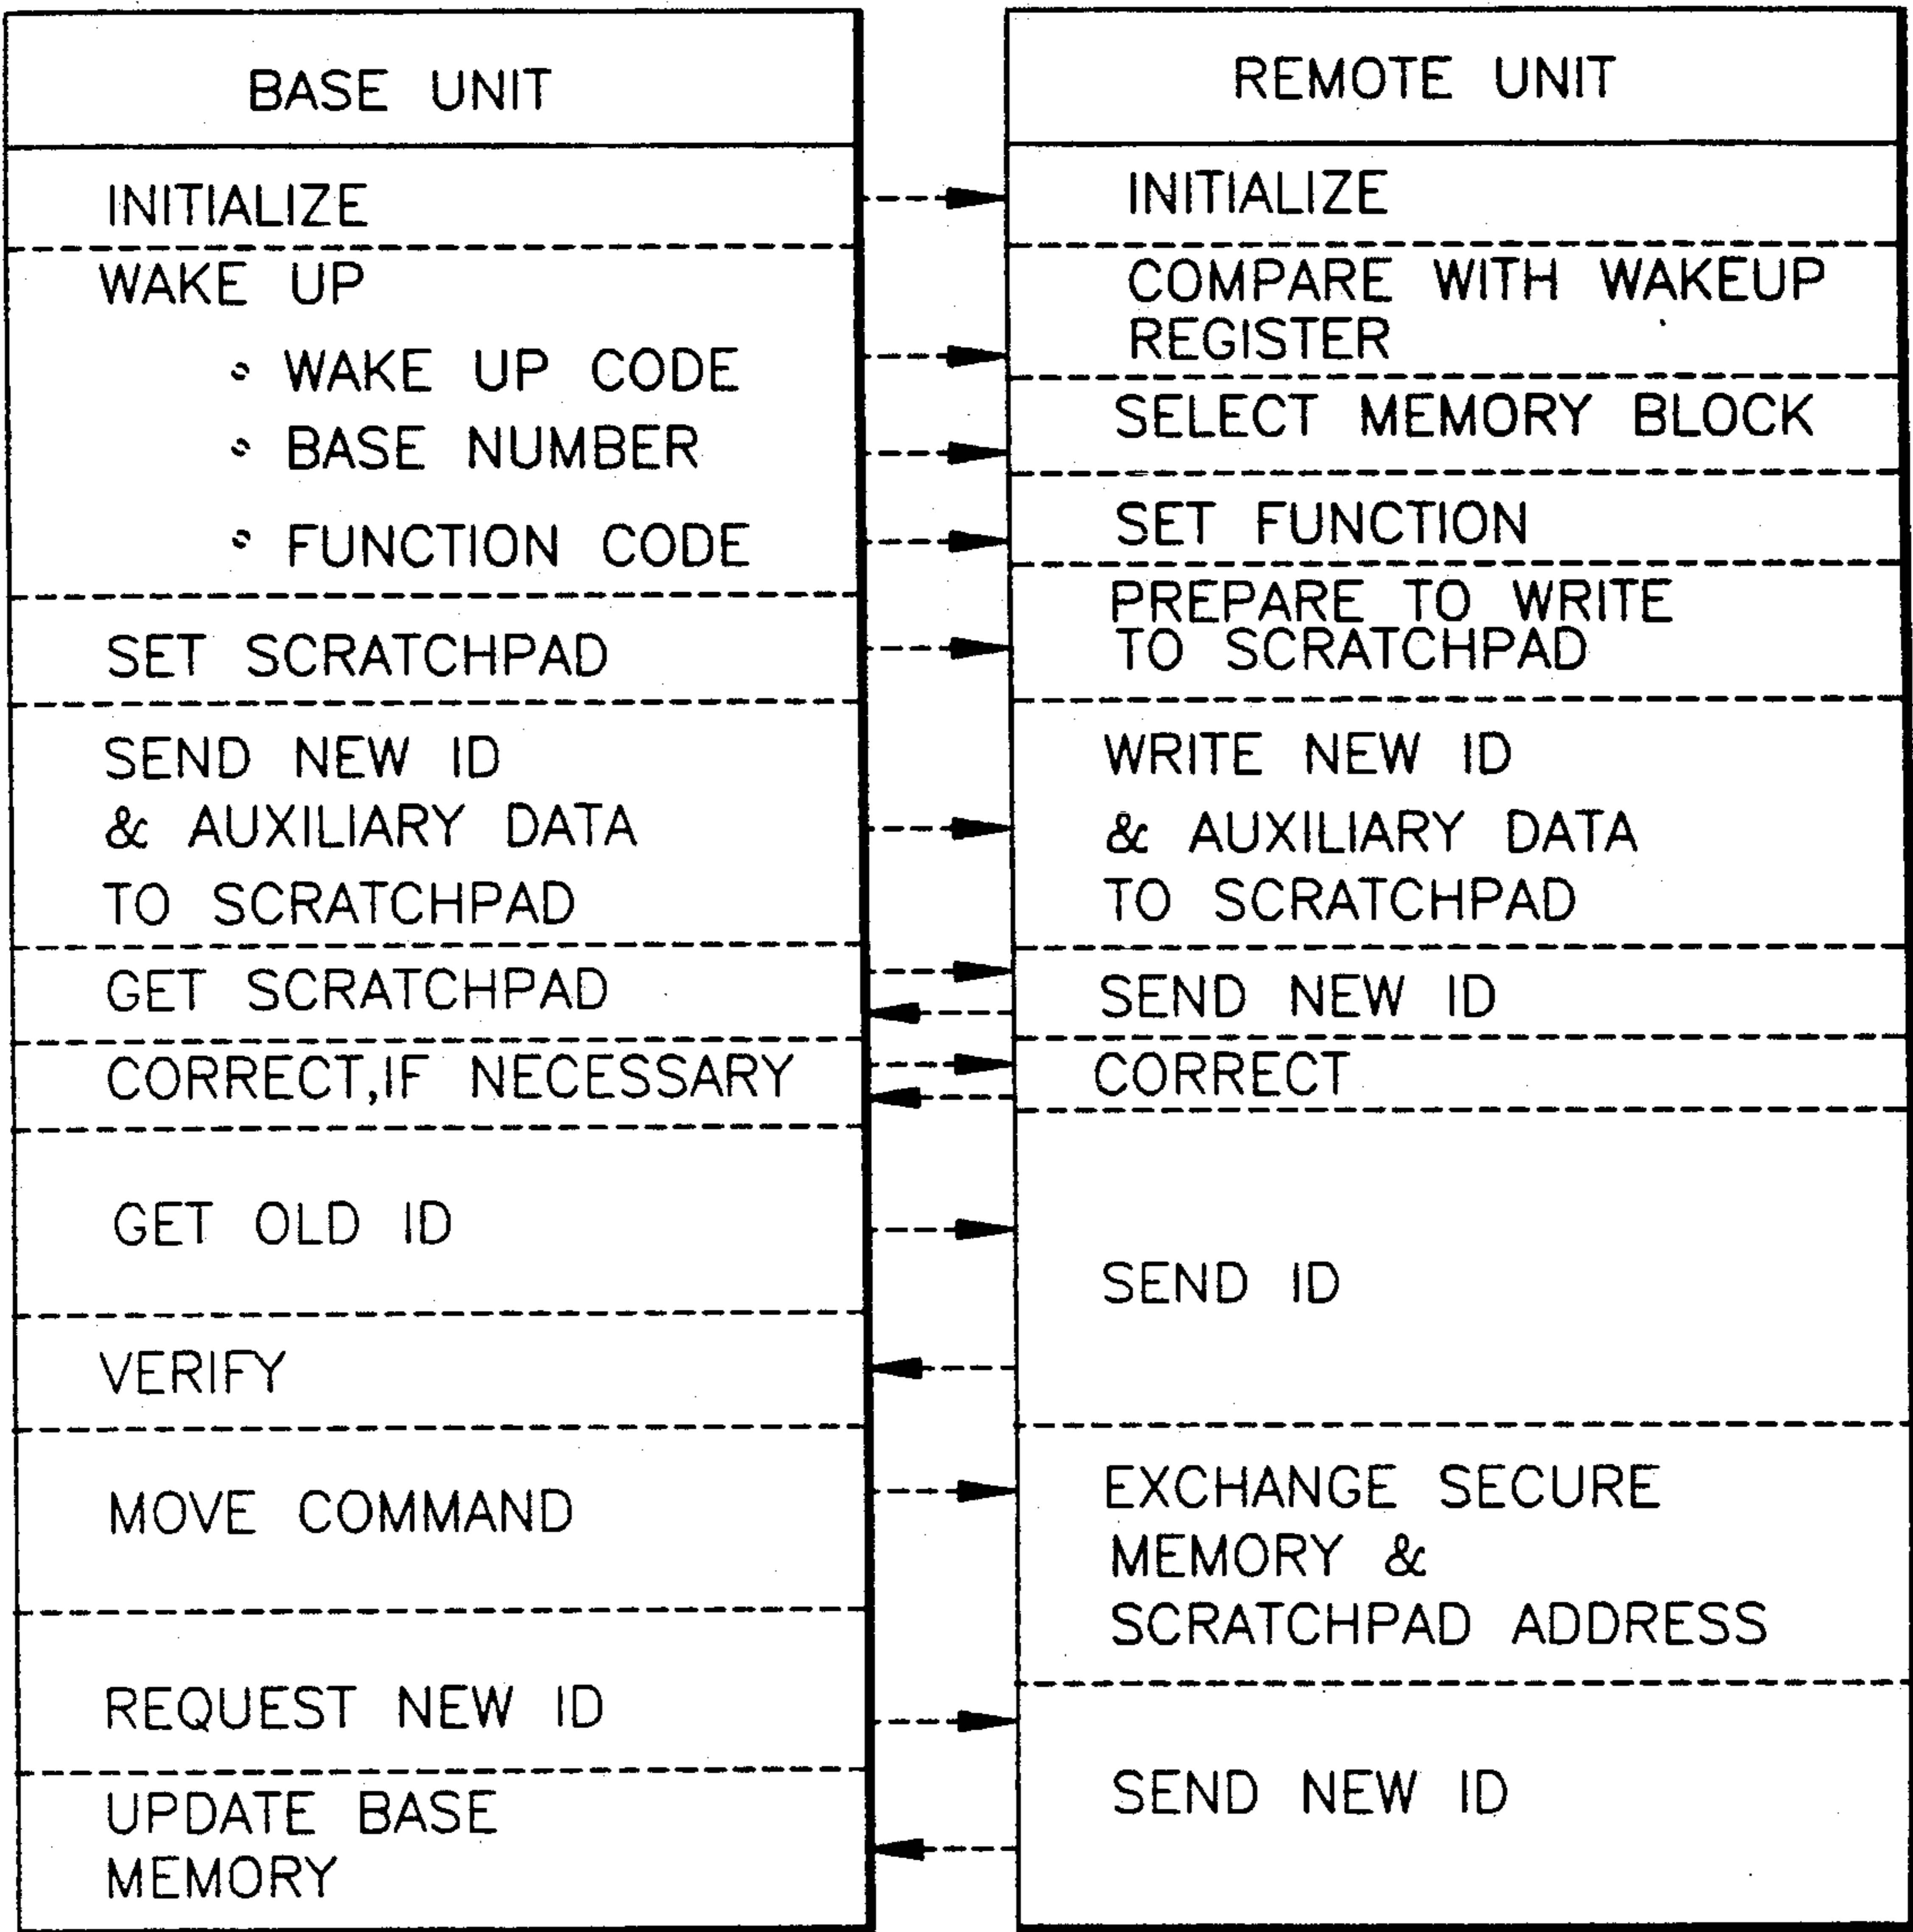 BASE UNIT
INITIALIZE
WAKE UP
• WAKE UP CODE
• BASE NUMBER
• FUNCTION CODE
SET SCRATCHPAD
SEND NEW ID
& AUXILIARY DATA
TO SCRATCHPAD
GET SCRATCHPAD
CORRECT,IF NECESSARY
GET OLD ID
VERIFY
MOVE COMMAND
REQUEST NEW ID
UPDATE BASE
MEMORY
REMOTE UNIT
INITIALIZE
COMPARE WITH WAKEUP
REGISTER
SELECT MEMORY BLOCK
SET FUNCTION
PREPARE TO WRITE
TO SCRATCHPAD
WRITE NEW ID
& AUXILIARY DATA
TO SCRATCHPAD
SEND NEW ID
CORRECT
SEND ID
EXCHANGE SECURE
MEMORY &
SCRATCHPAD ADDRESS
SEND NEW ID